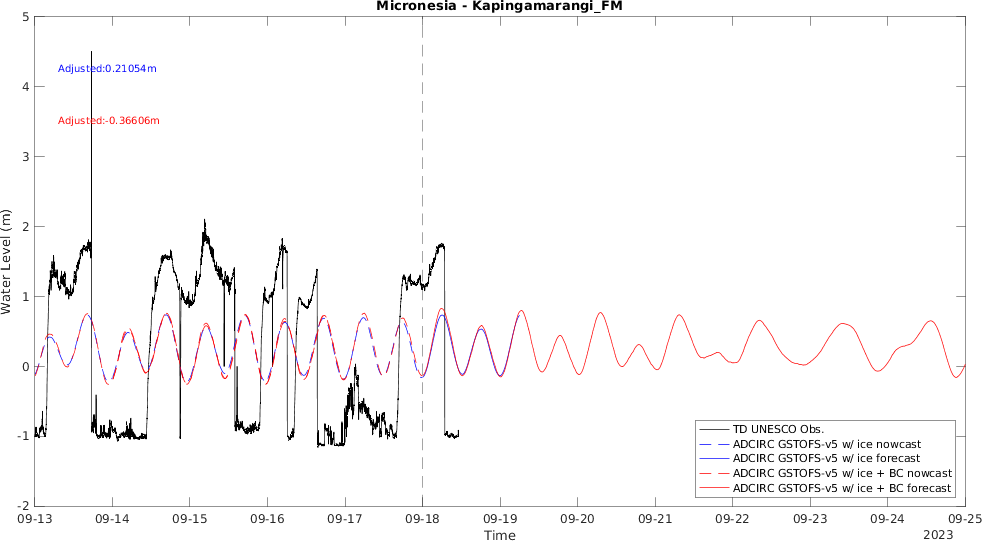 Micronesia - Kapingamarangi_FM
Water Level (m)
5
4
3
2
1
0
-1
-2
Adjusted:0.21054m
Adjusted:-0.36606m
TD UNESCO Obs.
ADCIRC GSTOFS-v5 w/ ice nowcast
ADCIRC GSTOFS-v5 w/ ice forecast
ADCIRC GSTOFS-v5 w/ ice + BC nowcast
ADCIRC GSTOFS-v5 w/ ice + BC forecast
09-13 09-14 09-15 09-16 09-17 09-18 09-19 09-20 09-21 09-22 09-23 09-24 09-25
Time
2023